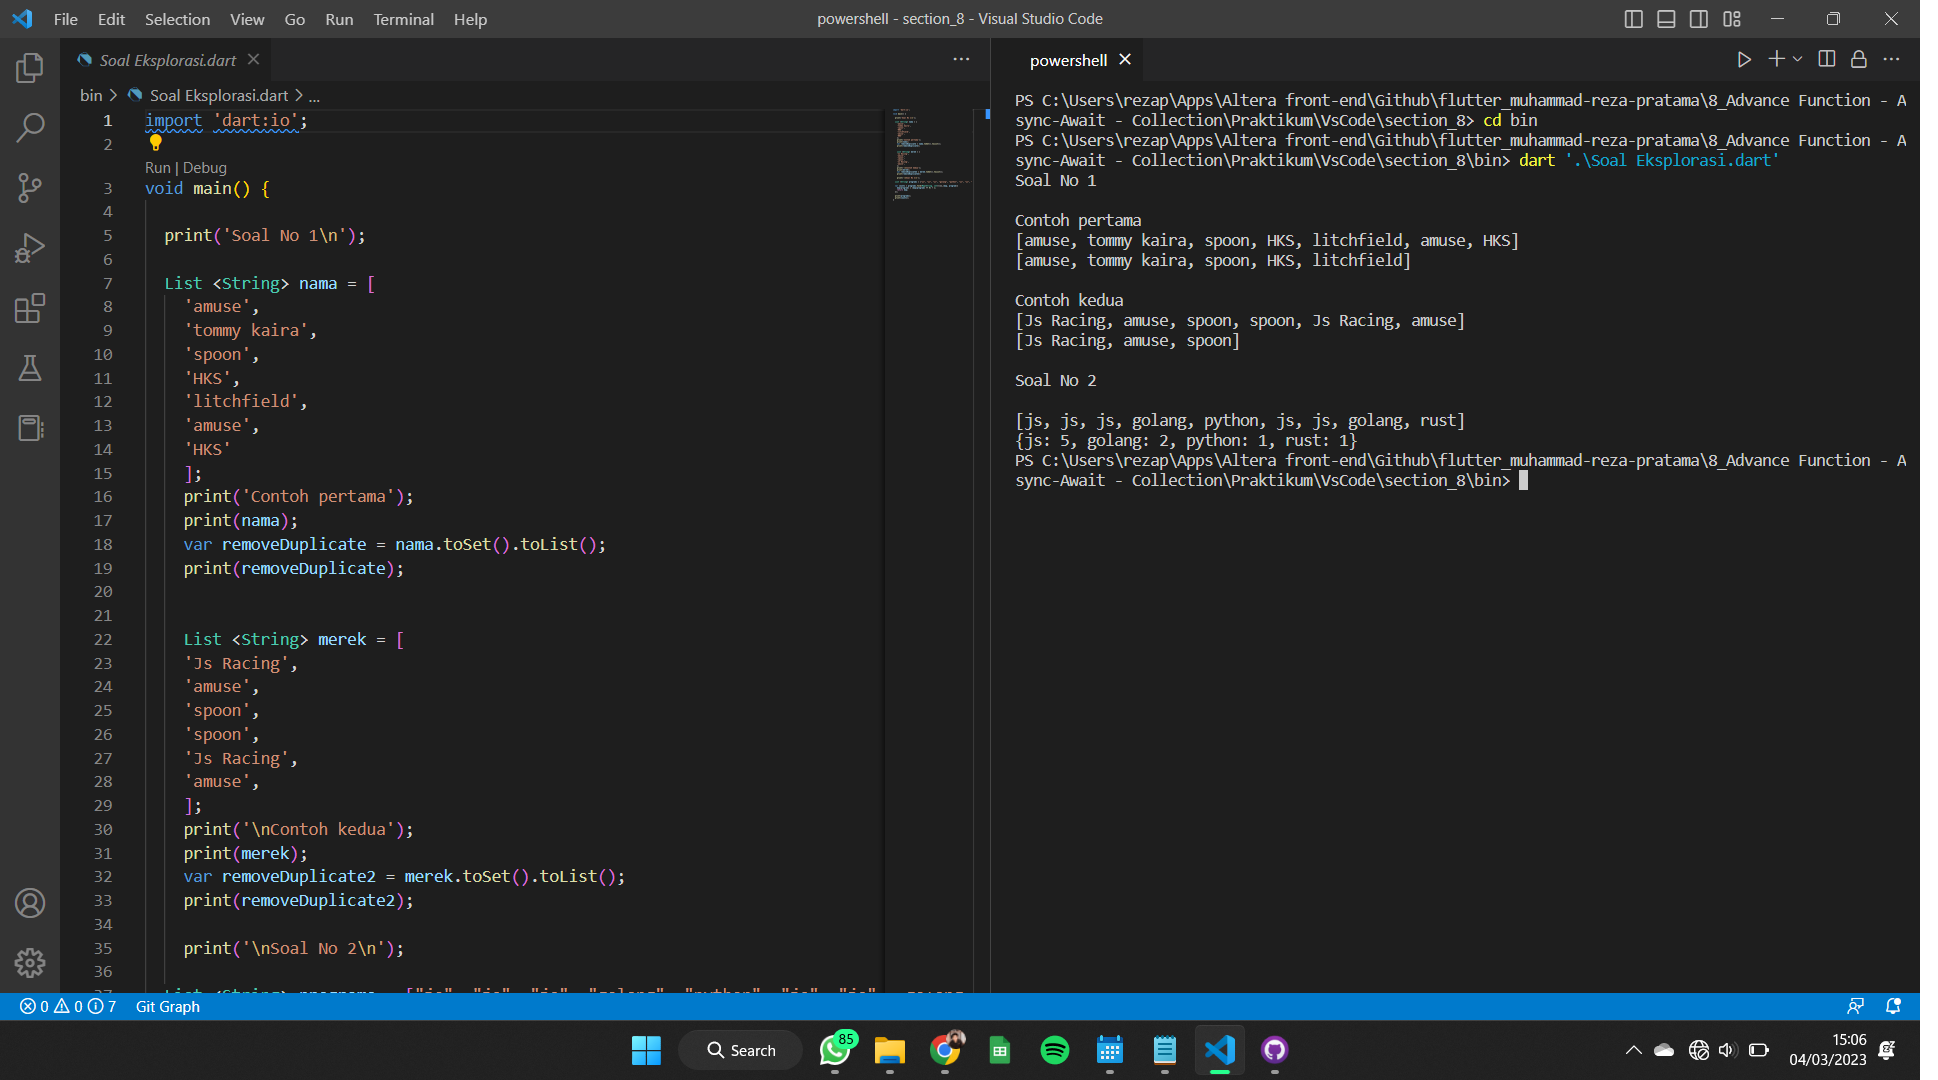 File Edit Selection View Go Run Terminal Help
powershell - section_8 - Visual Studio Code
Soal Eksplorasi.dart
bin > Soal Eksplorasi.dart > ...
1 import 'dart:io';
2
Run | Debug
3 void main() {
4
5 print('Soal No 1\n');
6
7 List <String> nama = [
8 'amuse',
9 'tommy kaira',
10 'spoon',
11 'HKS',
12 'litchfield',
13 'amuse',
14 'HKS'
15 ];
16 print('Contoh pertama');
17 print(nama);
18 var removeDuplicate = nama.toSet().toList();
19 print(removeDuplicate);
20
21
22 List <String> merek = [
23 'Js Racing',
24 'amuse',
25 'spoon',
26 'spoon',
27 'Js Racing',
28 'amuse',
29 ];
30 print('\nContoh kedua');
31 print(merek);
32 var removeDuplicate2 = merek.toSet().toList();
33 print(removeDuplicate2);
34
35 print('\nSoal No 2\n');
36
powershell
PS C:\Users\rezap\Apps\Altera front-end\Github\flutter_muhammad-reza-pratama\8_Advance Function - A
sync-Await - Collection\Praktikum\VsCode\section_8> cd bin
PS C:\Users\rezap\Apps\Altera front-end\Github\flutter_muhammad-reza-pratama\8_Advance Function - A
sync-Await - Collection\Praktikum\VsCode\section_8\bin> dart '.\Soal Eksplorasi.dart'
Soal No 1
Contoh pertama
[amuse, tommy kaira, spoon, HKS, litchfield, amuse, HKS]
[amuse, tommy kaira, spoon, HKS, litchfield]
Contoh kedua
[Js Racing, amuse, spoon, spoon, Js Racing, amuse]
[Js Racing, amuse, spoon]
Soal No 2
[js, js, js, golang, python, js, js, golang, rust]
{js: 5, golang: 2, python: 1, rust: 1}
PS C:\Users\rezap\Apps\Altera front-end\Github\flutter_muhammad-reza-pratama\8_Advance Function - A
sync-Await - Collection\Praktikum\VsCode\section_8\bin>
0 0 7 Git Graph
Search
85
15:06
04/03/2023